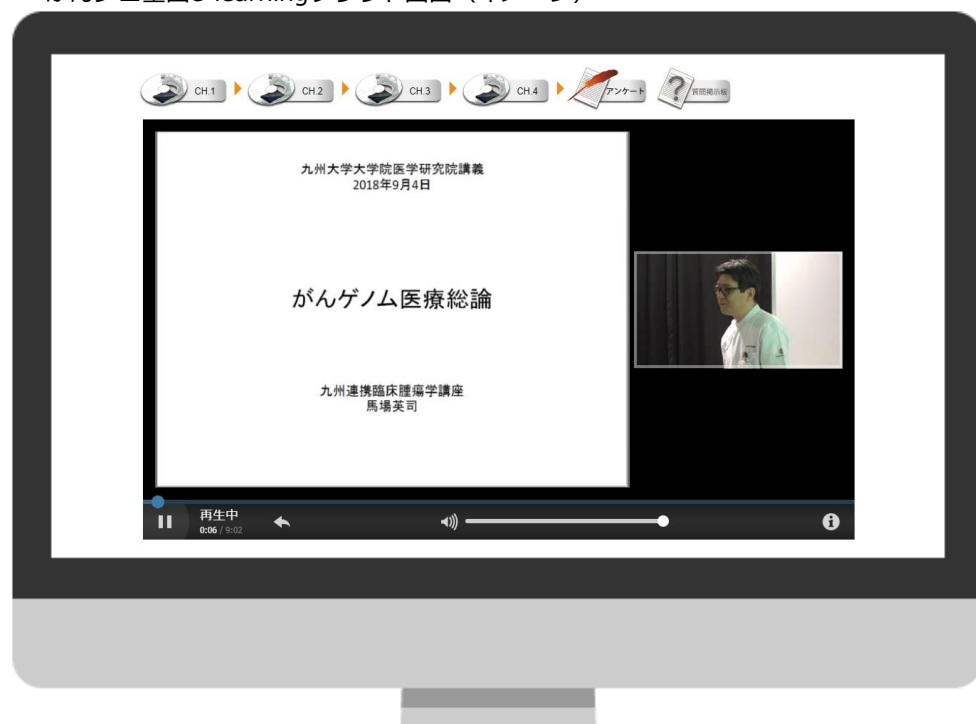 CH.1
CH.2
CH.3
CH.4
アンケート
質問掲示板
九州大学大学院医学研究院講義
2018年9月4日
がんゲノム医療総論
九州連携臨床腫瘍学講座
馬場英司
再生中
0:06 / 9:02